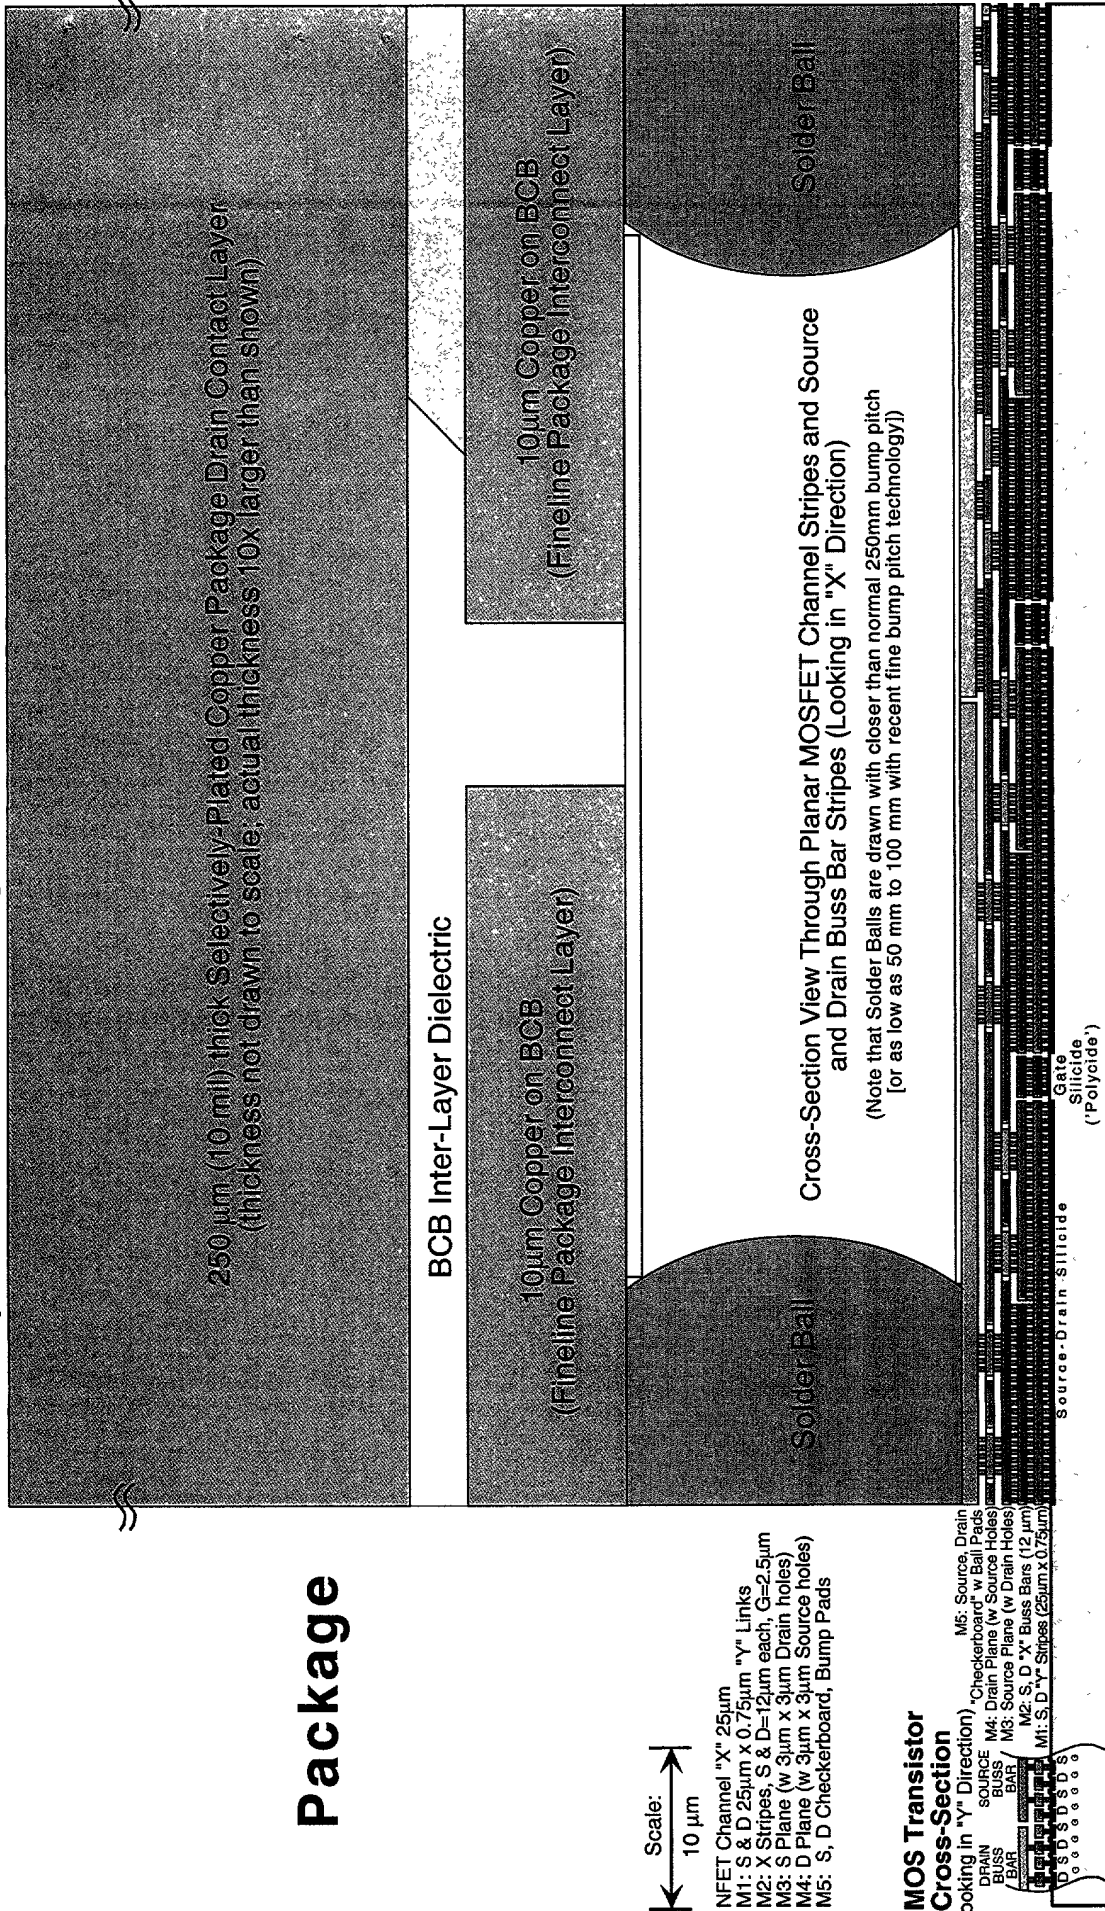 Package
250 µm (10 mil) thick Selectively-Plated Copper Package Drain Contact Layer
(thickness not drawn to scale; actual thickness 10x larger than shown)
BCB Inter-Layer Dielectric
10µm Copper on BCB
(Fineline Package Interconnect Layer)
10µm Copper on BCB
(Fineline Package Interconnect Layer)
Solder Ball
Solder Ball
Cross-Section View Through Planar MOSFET Channel Stripes and Source
and Drain Buss Bar Stripes (Looking in "X" Direction)
(Note that Solder Balls are drawn with closer than normal 250mm bump pitch
[or as low as 50 mm to 100 mm with recent fine bump pitch technology])
Scale:
10 µm
NFET Channel "X" 25µm
M1: S & D 25µm x 0.75µm "Y" Links
M2: X Stripes, S & D=12µm each, G=2.5µm
M3: S Plane (w 3µm x 3µm Drain holes)
M4: D Plane (w 3µm x 3µm Source holes)
M5: S, D Checkerboard, Bump Pads
MOS Transistor
Cross-Section
ooking in "Y" Direction)
DRAIN
BUSS
BAR
SOURCE
BUSS
BAR
D S D S D S D S
G G G G G G G
M5: Source, Drain
"Checkerboard" w Ball Pads
M4: Drain Plane (w Source Holes)
M3: Source Plane (w Drain Holes)
M2: S, D "X" Buss Bars (12 µm)
M1: S, D "Y" Stripes (25µm x 0.75µm)
Source-Drain Silicide
Gate
Silicide
('Polycide')